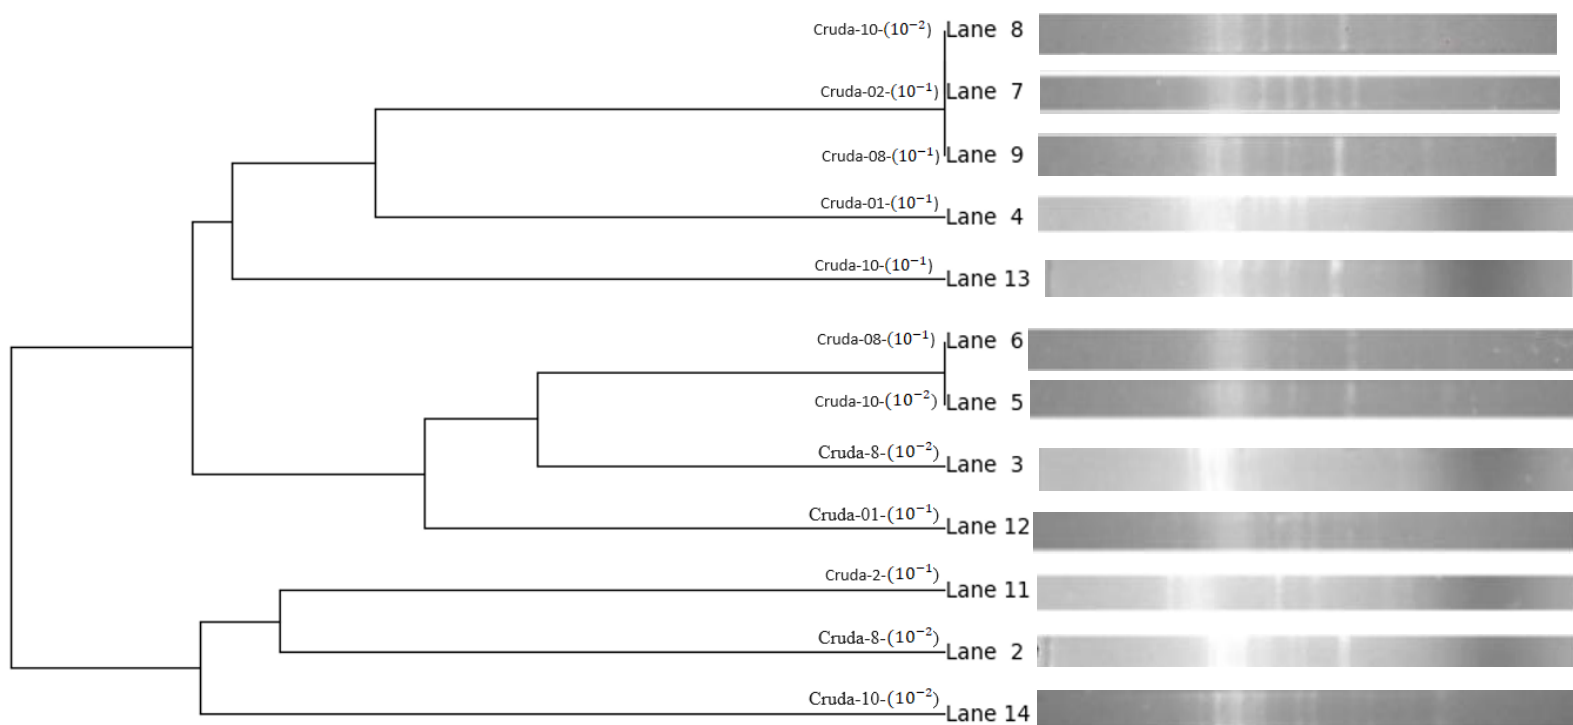 Cruda-10-(10⁻²) Lane 8
Cruda-02-(10⁻¹) Lane 7
Cruda-08-(10⁻¹) Lane 9
Cruda-01-(10⁻¹) Lane 4
Cruda-10-(10⁻¹) Lane 13
Cruda-08-(10⁻¹) Lane 6
Cruda-10-(10⁻²) Lane 5
Cruda-8-(10⁻²) Lane 3
Cruda-01-(10⁻¹) Lane 12
Cruda-2-(10⁻¹) Lane 11
Cruda-8-(10⁻²) Lane 2
Cruda-10-(10⁻²) Lane 14